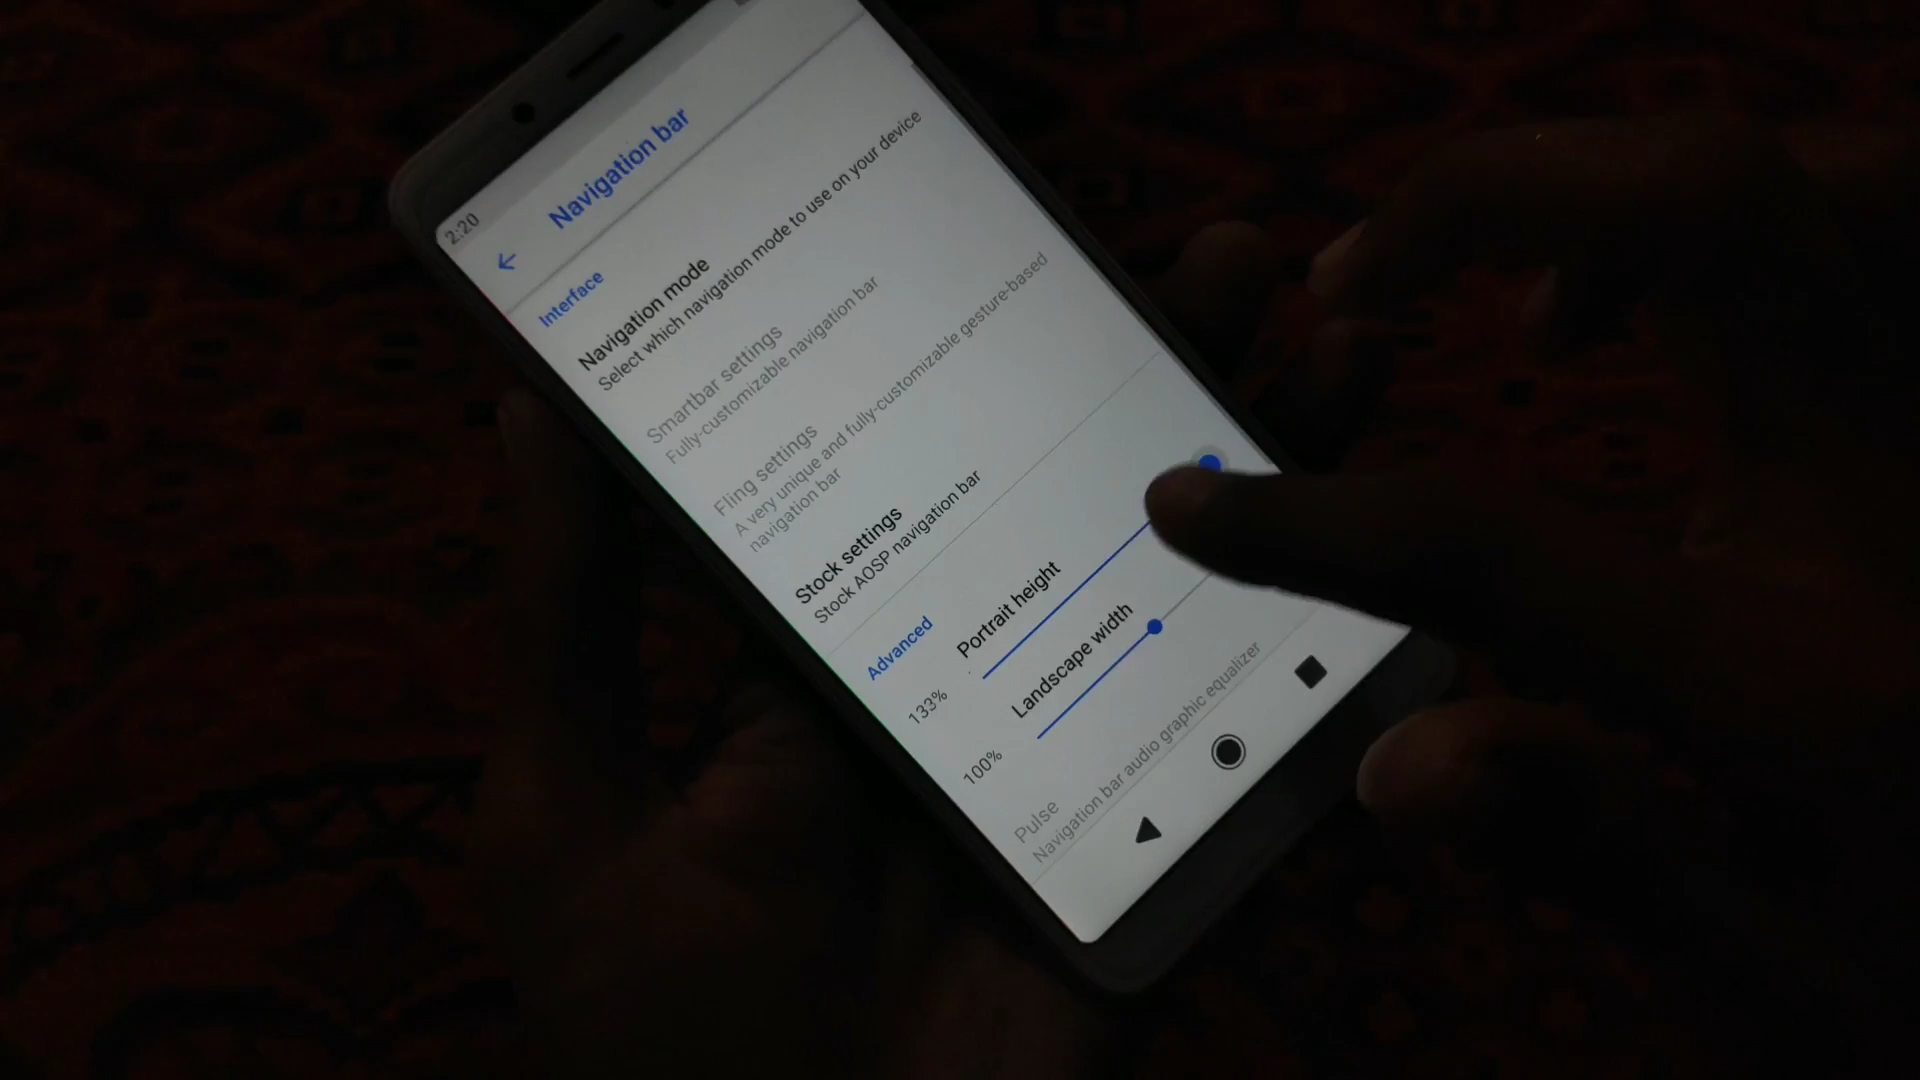 2:20
Navigation bar
Interface
Navigation mode
Select which navigation mode to use on your device
Smartbar settings
Fully-customizable navigation bar
Fling settings
A very unique and fully-customizable gesture-based
navigation bar
Stock settings
Stock AOSP navigation bar
Advanced
Portrait height
133%
Landscape width
100%
Pulse
Navigation bar audio graphic equalizer